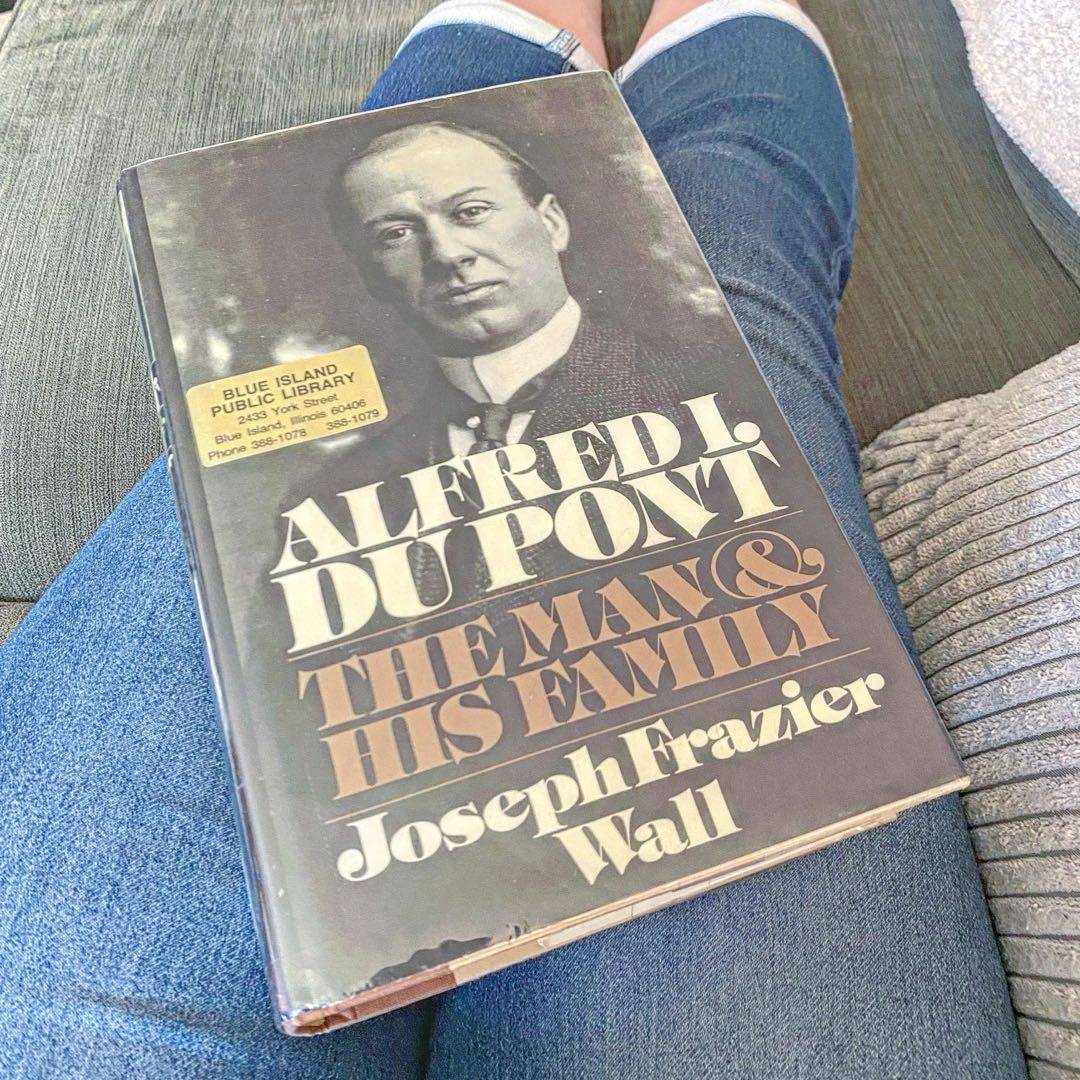 BLUE ISLAND
PUBLIC LIBRARY
2433 York Street
Blue Island, Illinois 60406
Phone 388-1078 388-1079
ALFRED I.
DU PONT
THE MAN &
HIS FAMILY
Joseph Frazier
Wall